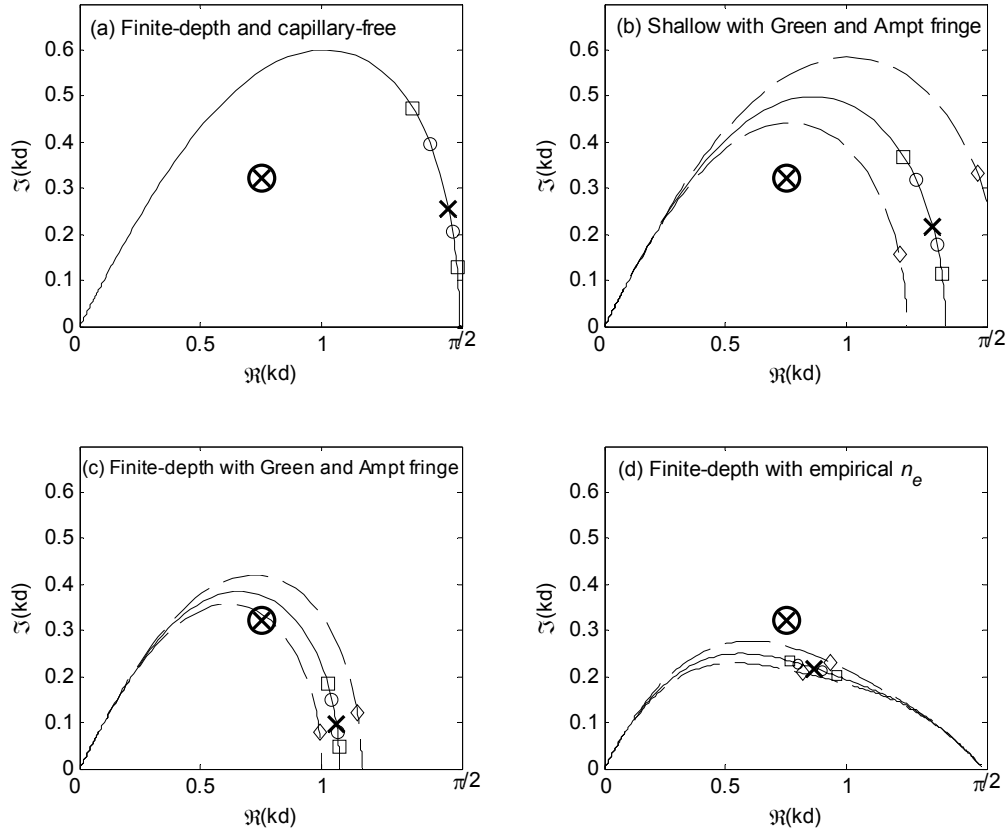 (a) Finite-depth and capillary-free
0.6
0.5
0.4
0.3
0.2
0.1
0
ℑ(kd)
0 0.5 1 π/2
ℜ(kd)
(b) Shallow with Green and Ampt fringe
0.6
0.5
0.4
0.3
0.2
0.1
0
ℑ(kd)
0 0.5 1 π/2
ℜ(kd)
(c) Finite-depth with Green and Ampt fringe
0.6
0.5
0.4
0.3
0.2
0.1
0
ℑ(kd)
0 0.5 1 π/2
ℜ(kd)
(d) Finite-depth with empirical n_e
0.6
0.5
0.4
0.3
0.2
0.1
0
ℑ(kd)
0 0.5 1 π/2
ℜ(kd)